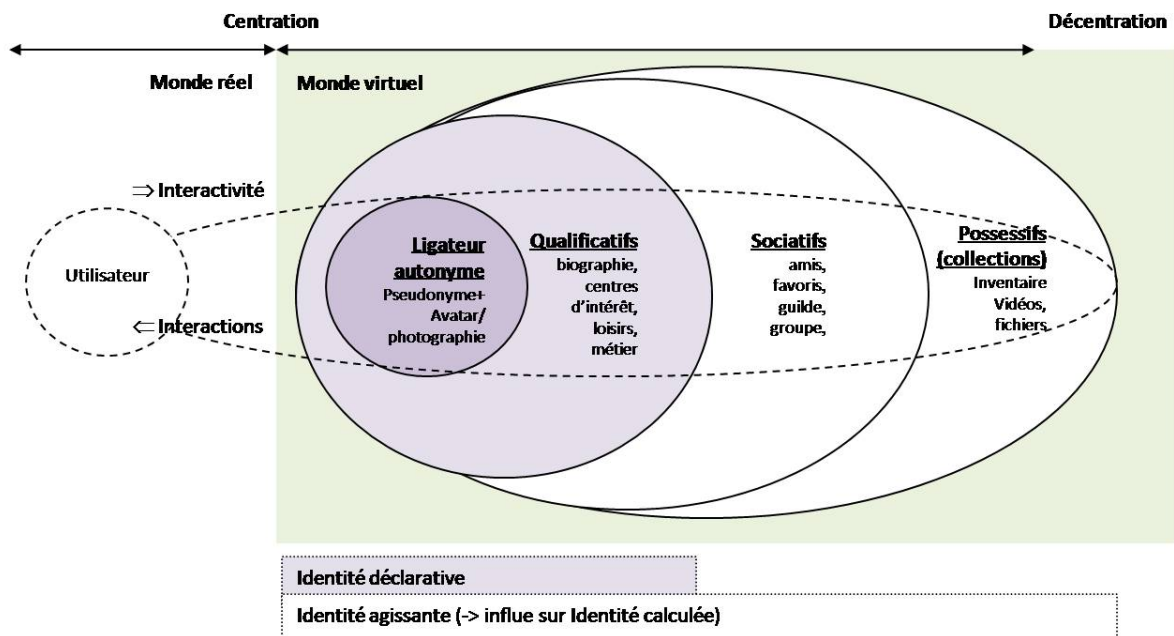 Centration
Décentration
Monde réel
Monde virtuel
⇒ Interactivité
Utilisateur
⇐ Interactions
Ligateur
autonyme
Pseudonyme+
Avatar/
photographie
Qualificatifs
biographie,
centres
d'intérêt,
loisirs,
métier
Sociatifs
amis,
favoris,
guilde,
groupe,
Possessifs
(collections)
Inventaire
Vidéos,
fichiers
Identité déclarative
Identité agissante (-> influe sur Identité calculée)